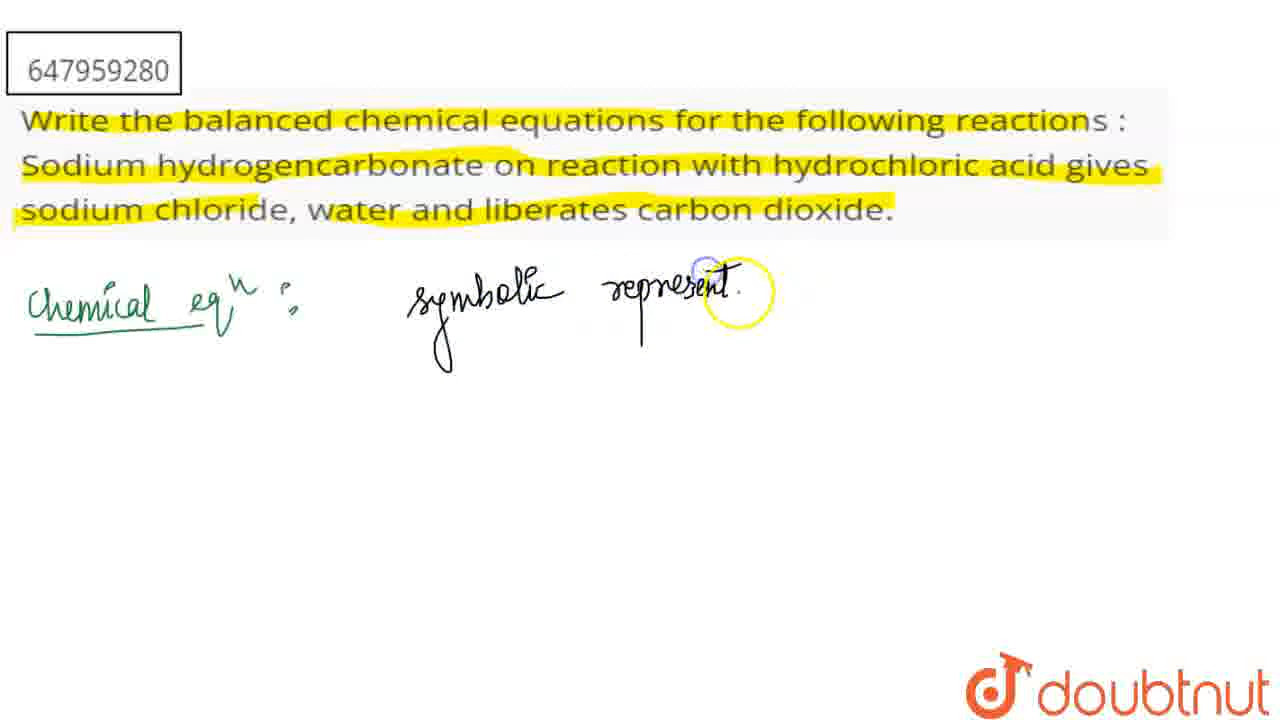 647959280
Write the balanced chemical equations for the following reactions :
Sodium hydrogencarbonate on reaction with hydrochloric acid gives
sodium chloride, water and liberates carbon dioxide.
Chemical eqⁿ : symbolic represent.
doubtnut